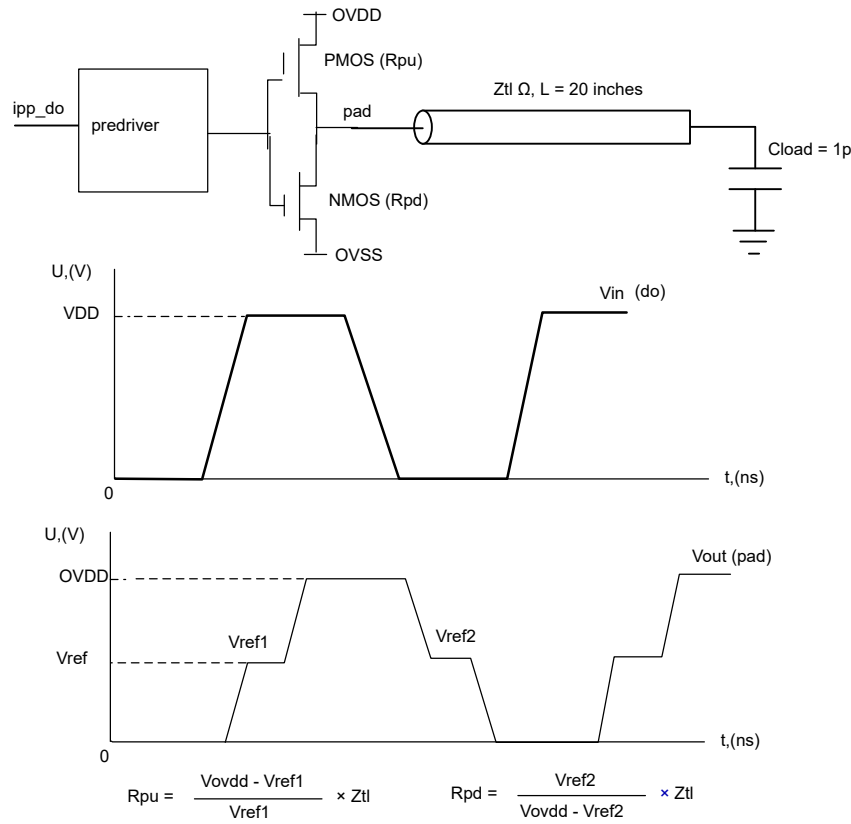 OVDD
PMOS (Rpu)
Ztl Ω, L = 20 inches
ipp_do
predriver
pad
Cload = 1p
NMOS (Rpd)
OVSS
U,(V)
VDD
Vin (do)
t,(ns)
0
U,(V)
OVDD
Vout (pad)
Vref1
Vref2
Vref
t,(ns)
0
Rpu = Vovdd - Vref1 / Vref1 × Ztl
Rpd = Vref2 / Vovdd - Vref2 × Ztl